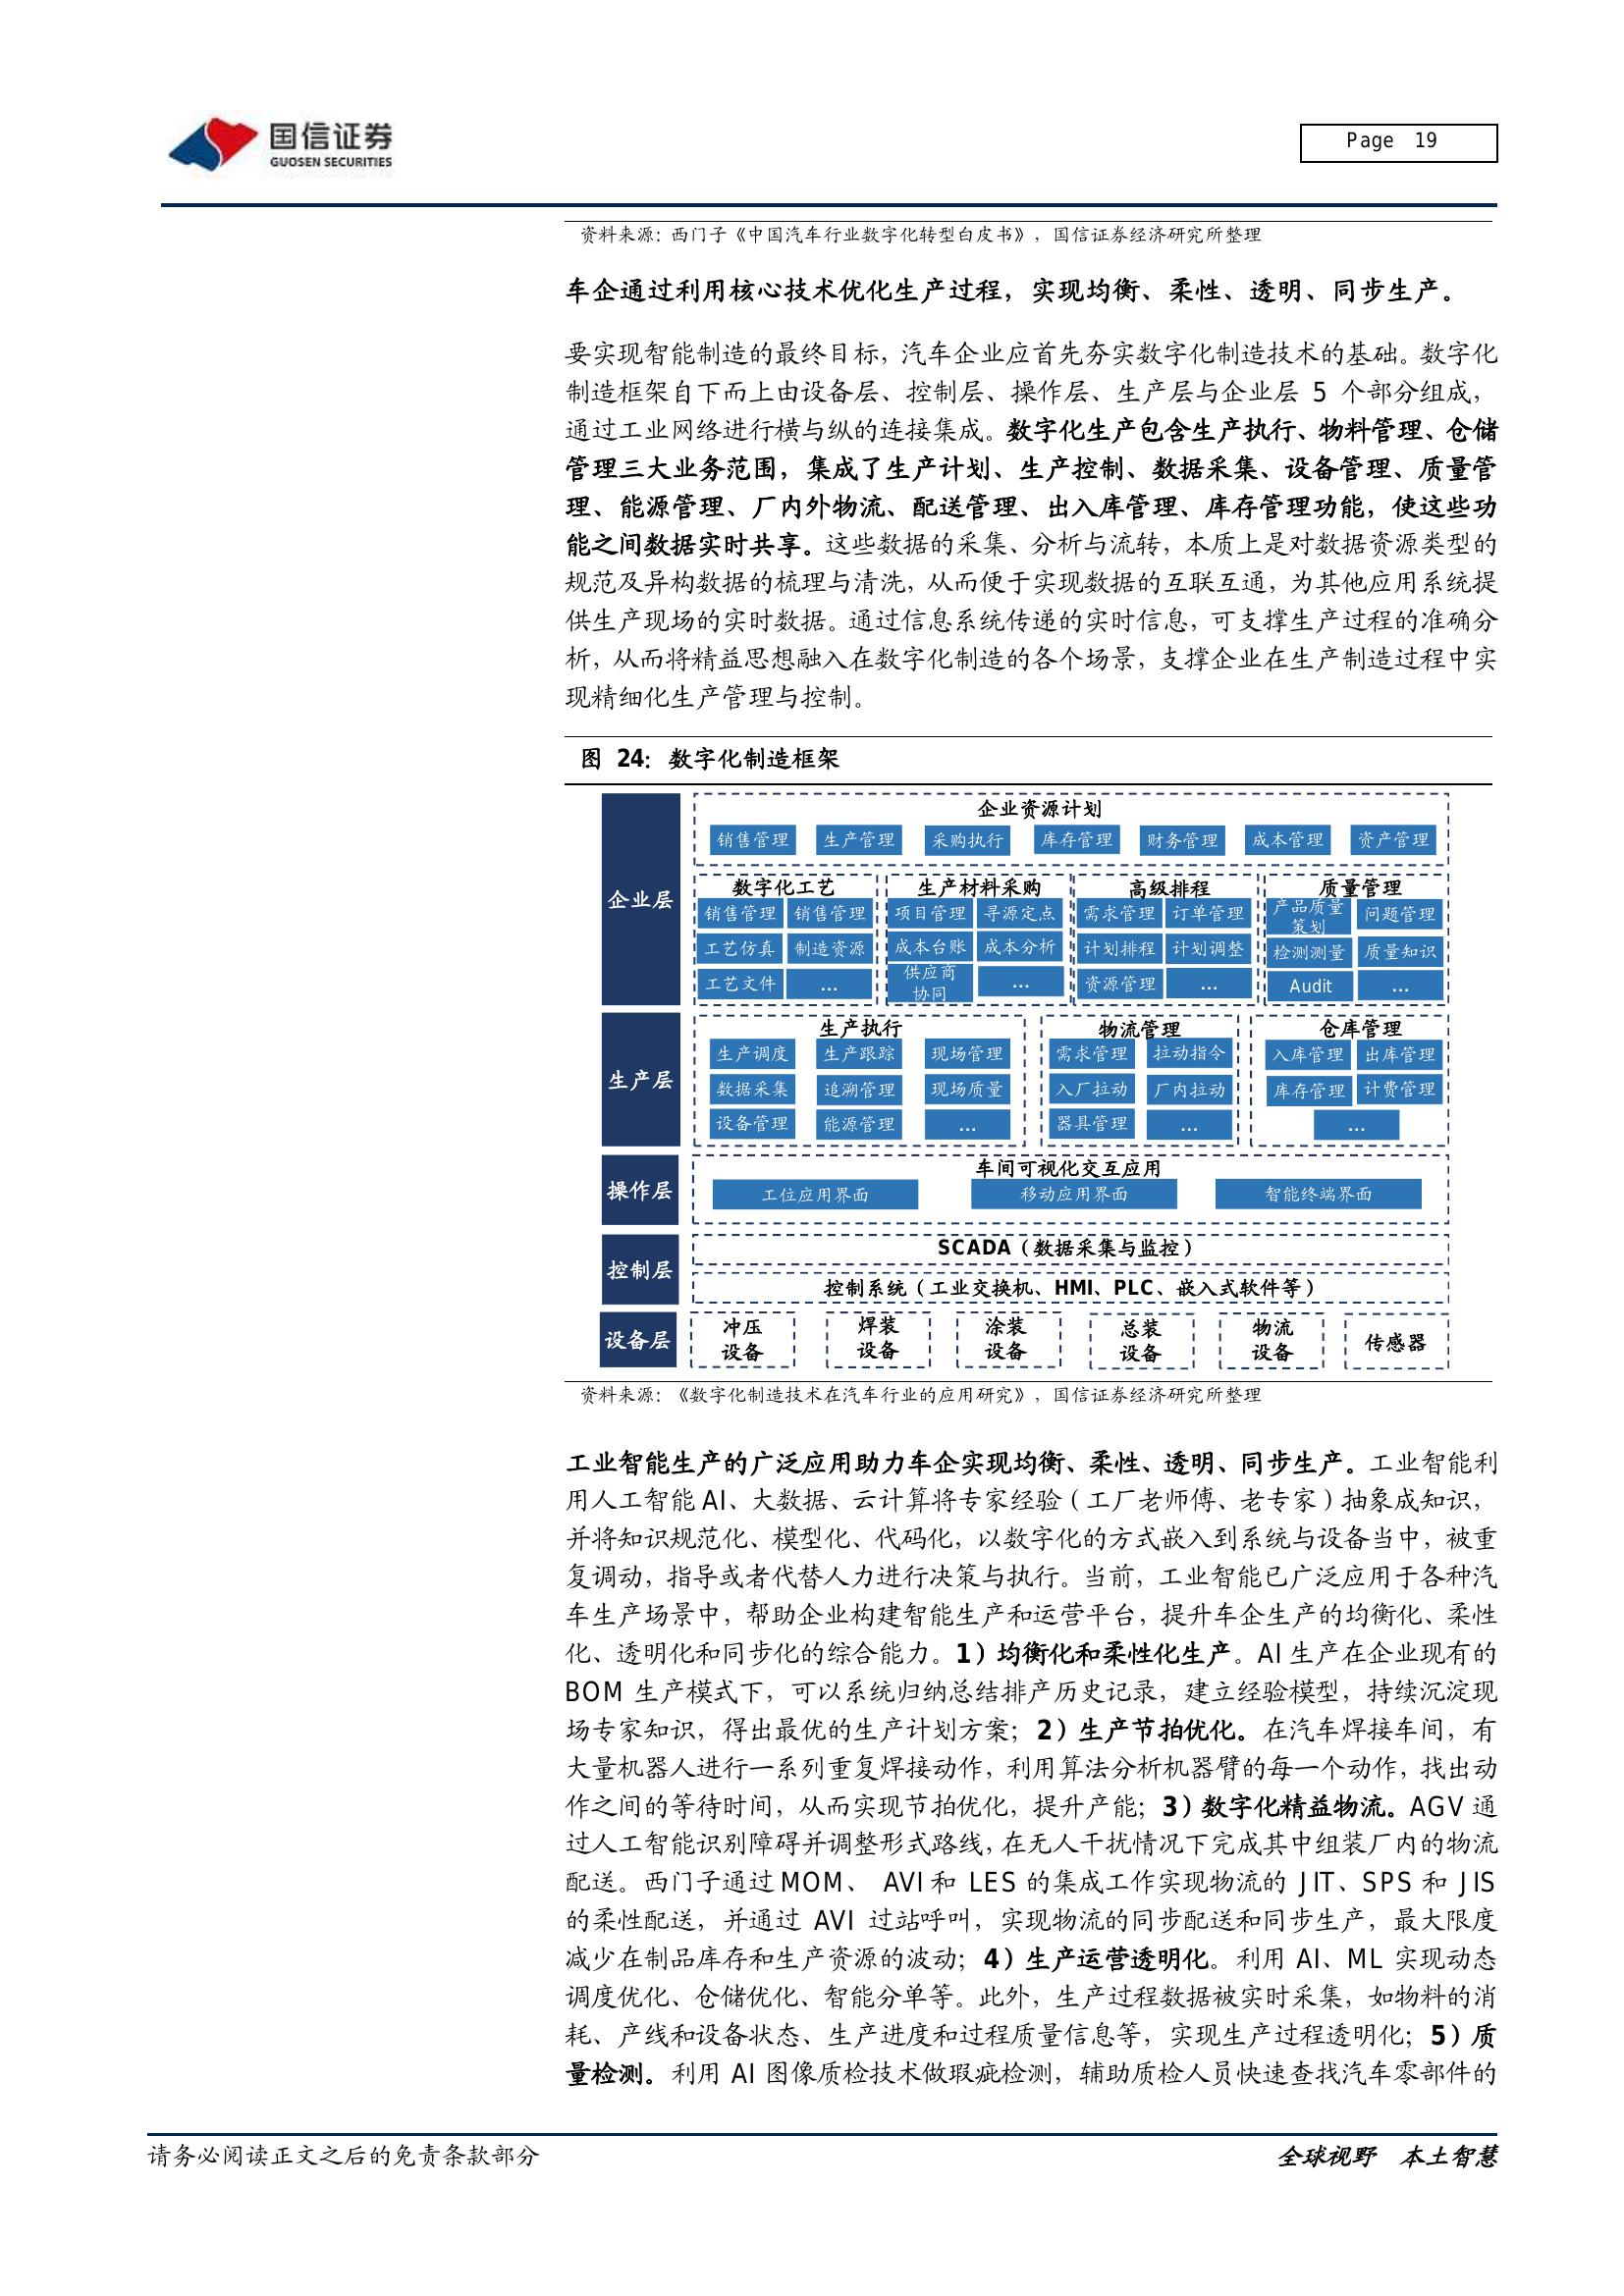 国信证券
GUOSEN SECURITIES
Page 19
资料来源：西门子《中国汽车行业数字化转型白皮书》，国信证券经济研究所整理
车企通过利用核心技术优化生产过程，实现均衡、柔性、透明、同步生产。
要实现智能制造的最终目标，汽车企业应首先夯实数字化制造技术的基础。数字化
制造框架自下而上由设备层、控制层、操作层、生产层与企业层 5 个部分组成，
通过工业网络进行横与纵的连接集成。数字化生产包含生产执行、物料管理、仓储
管理三大业务范围，集成了生产计划、生产控制、数据采集、设备管理、质量管
理、能源管理、厂内外物流、配送管理、出入库管理、库存管理功能，使这些功
能之间数据实时共享。这些数据的采集、分析与流转，本质上是对数据资源类型的
规范及异构数据的梳理与清洗，从而便于实现数据的互联互通，为其他应用系统提
供生产现场的实时数据。通过信息系统传递的实时信息，可支撑生产过程的准确分
析，从而将精益思想融入在数字化制造的各个场景，支撑企业在生产制造过程中实
现精细化生产管理与控制。
图 24：数字化制造框架
企业层
企业资源计划
销售管理 生产管理 采购执行 库存管理 财务管理 成本管理 资产管理
数字化工艺 生产材料采购 高级排程 质量管理
销售管理 销售管理 项目管理 寻源定点 需求管理 订单管理 产品质量策划 问题管理
工艺仿真 制造资源 成本台账 成本分析 计划排程 计划调整 检测测量 质量知识
工艺文件 … 供应商协同 … 资源管理 … Audit …
生产层
生产执行 物流管理 仓库管理
生产调度 生产跟踪 现场管理 需求管理 拉动指令 入库管理 出库管理
数据采集 追溯管理 现场质量 入厂拉动 厂内拉动 库存管理 计费管理
设备管理 能源管理 … 器具管理 … …
操作层
车间可视化交互应用
工位应用界面 移动应用界面 智能终端界面
控制层
SCADA（数据采集与监控）
控制系统（工业交换机、HMI、PLC、嵌入式软件等）
设备层
冲压设备 焊装设备 涂装设备 总装设备 物流设备 传感器
资料来源：《数字化制造技术在汽车行业的应用研究》，国信证券经济研究所整理
工业智能生产的广泛应用助力车企实现均衡、柔性、透明、同步生产。工业智能利
用人工智能 AI、大数据、云计算将专家经验（工厂老师傅、老专家）抽象成知识，
并将知识规范化、模型化、代码化，以数字化的方式嵌入到系统与设备当中，被重
复调动，指导或者代替人力进行决策与执行。当前，工业智能已广泛应用于各种汽
车生产场景中，帮助企业构建智能生产和运营平台，提升车企生产的均衡化、柔性
化、透明化和同步化的综合能力。1）均衡化和柔性化生产。AI 生产在企业现有的
BOM 生产模式下，可以系统归纳总结排产历史记录，建立经验模型，持续沉淀现
场专家知识，得出最优的生产计划方案；2）生产节拍优化。在汽车焊接车间，有
大量机器人进行一系列重复焊接动作，利用算法分析机器臂的每一个动作，找出动
作之间的等待时间，从而实现节拍优化，提升产能；3）数字化精益物流。AGV 通
过人工智能识别障碍并调整形式路线，在无人干扰情况下完成其中组装厂内的物流
配送。西门子通过 MOM、 AVI 和 LES 的集成工作实现物流的 JIT、SPS 和 JIS
的柔性配送，并通过 AVI 过站呼叫，实现物流的同步配送和同步生产，最大限度
减少在制品库存和生产资源的波动；4）生产运营透明化。利用 AI、ML 实现动态
调度优化、仓储优化、智能分单等。此外，生产过程数据被实时采集，如物料的消
耗、产线和设备状态、生产进度和过程质量信息等，实现生产过程透明化；5）质
量检测。利用 AI 图像质检技术做瑕疵检测，辅助质检人员快速查找汽车零部件的
请务必阅读正文之后的免责条款部分
全球视野 本土智慧